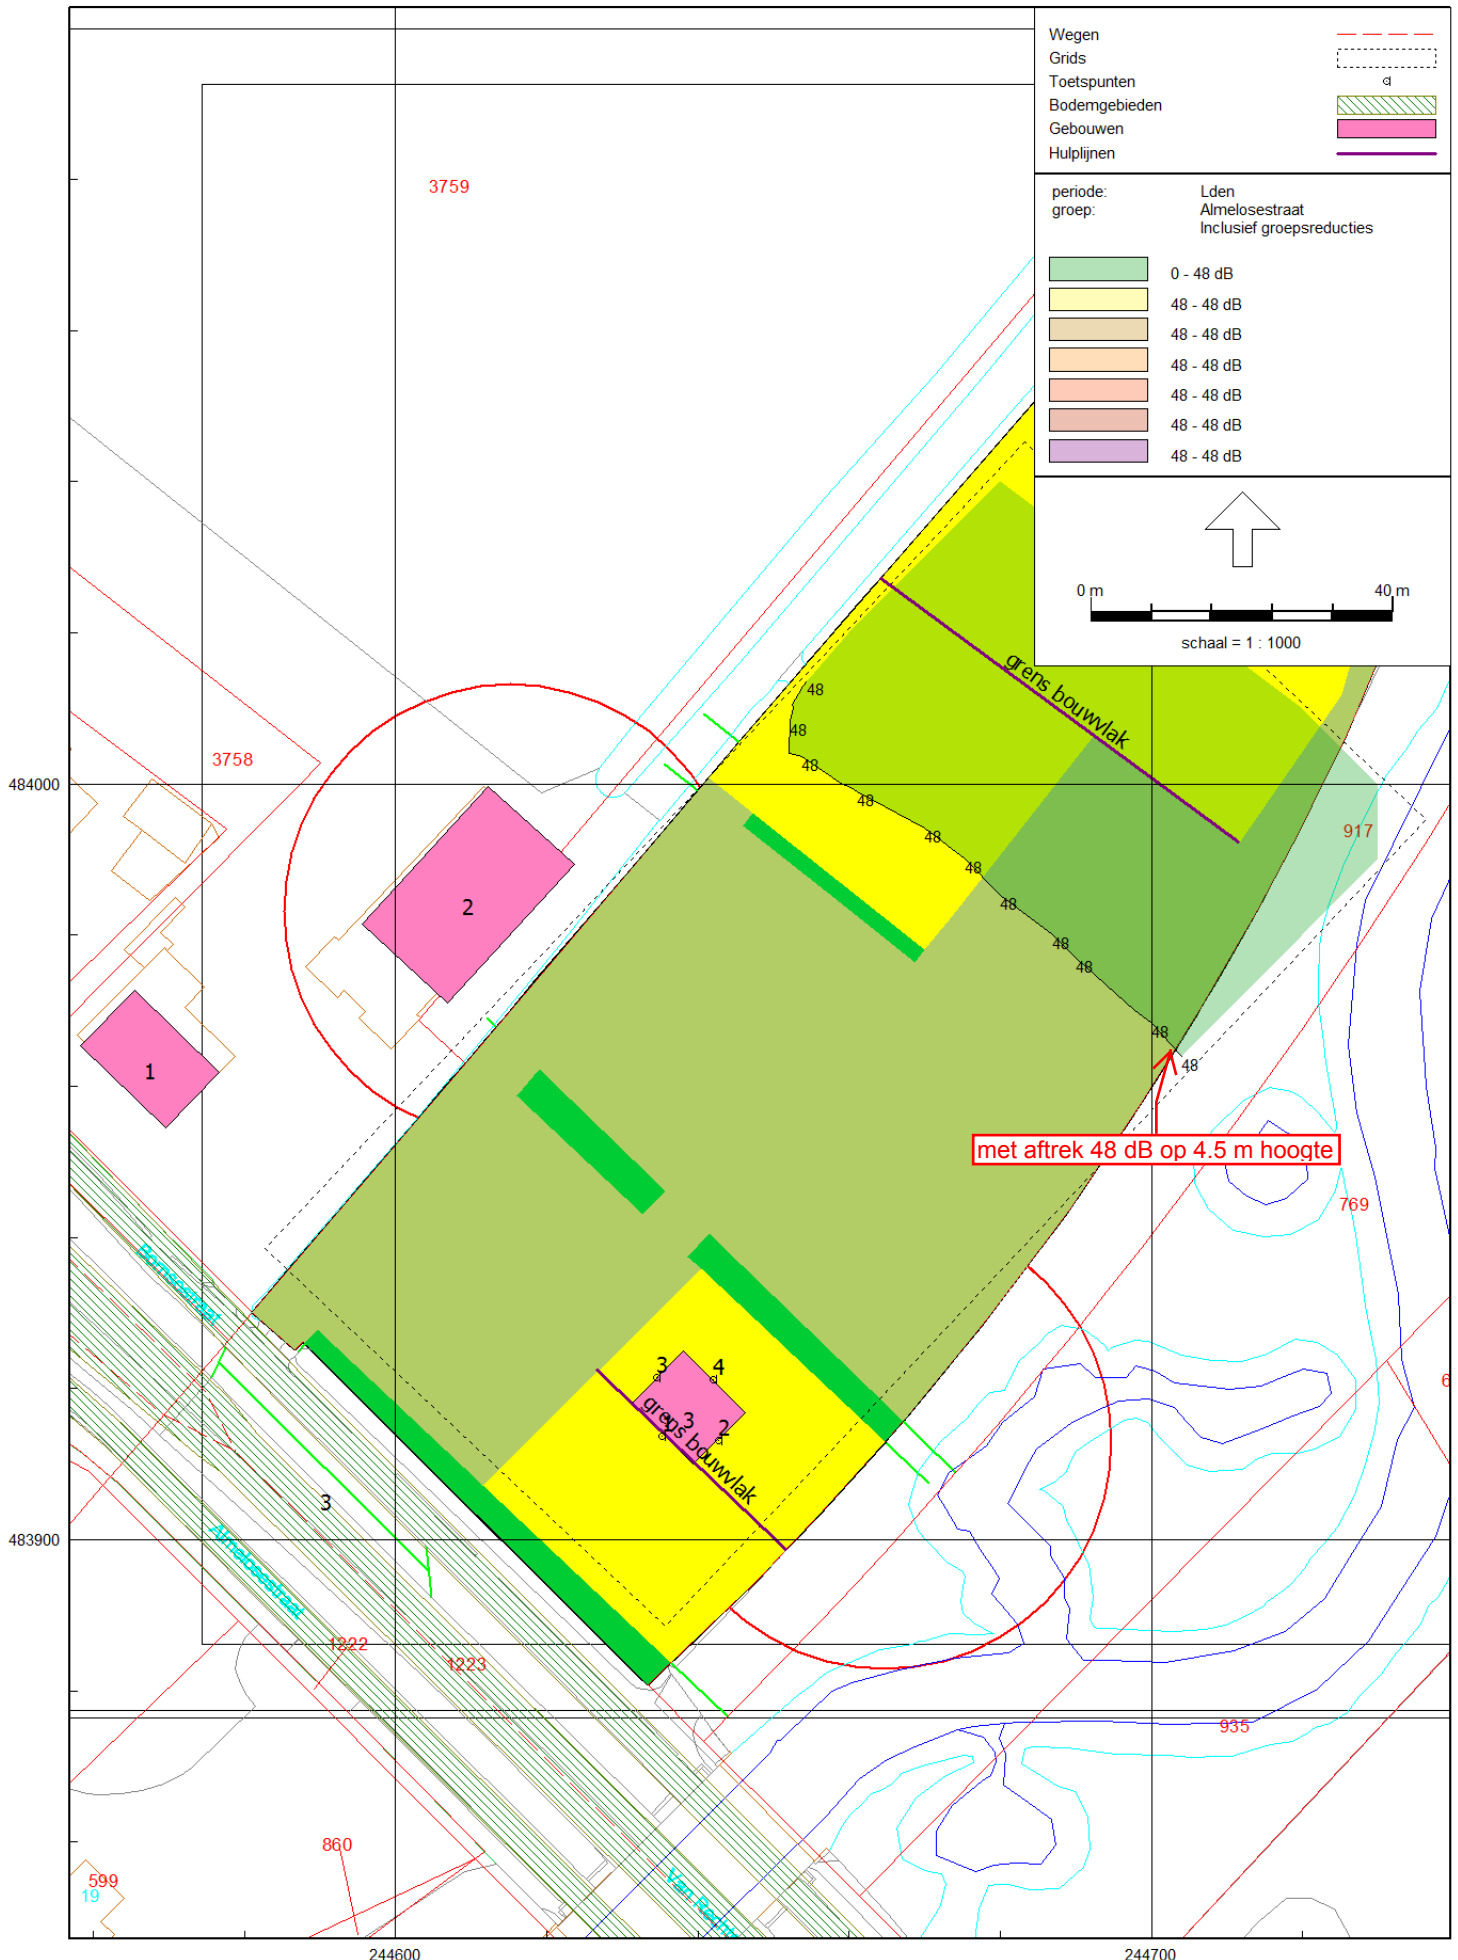 Wegen
Grids
Toetspunten
Bodemgebieden
Gebouwen
Hulplijnen
periode: Lden
groep: Almelosestraat
Inclusief groepsreducties
0 - 48 dB
48 - 48 dB
48 - 48 dB
48 - 48 dB
48 - 48 dB
48 - 48 dB
48 - 48 dB
0 m 40 m
schaal = 1 : 1000
3759
grens bouwvlak
48
48
48
48
48
48
48
48
48
48
48
3758
484000
917
2
1
met aftrek 48 dB op 4.5 m hoogte
769
Bornsestraat
3
4
3
2
grens bouwvlak
6
3
483900
Almelosestraat
1222
1223
935
860
599
19
Van Recht
244600
244700